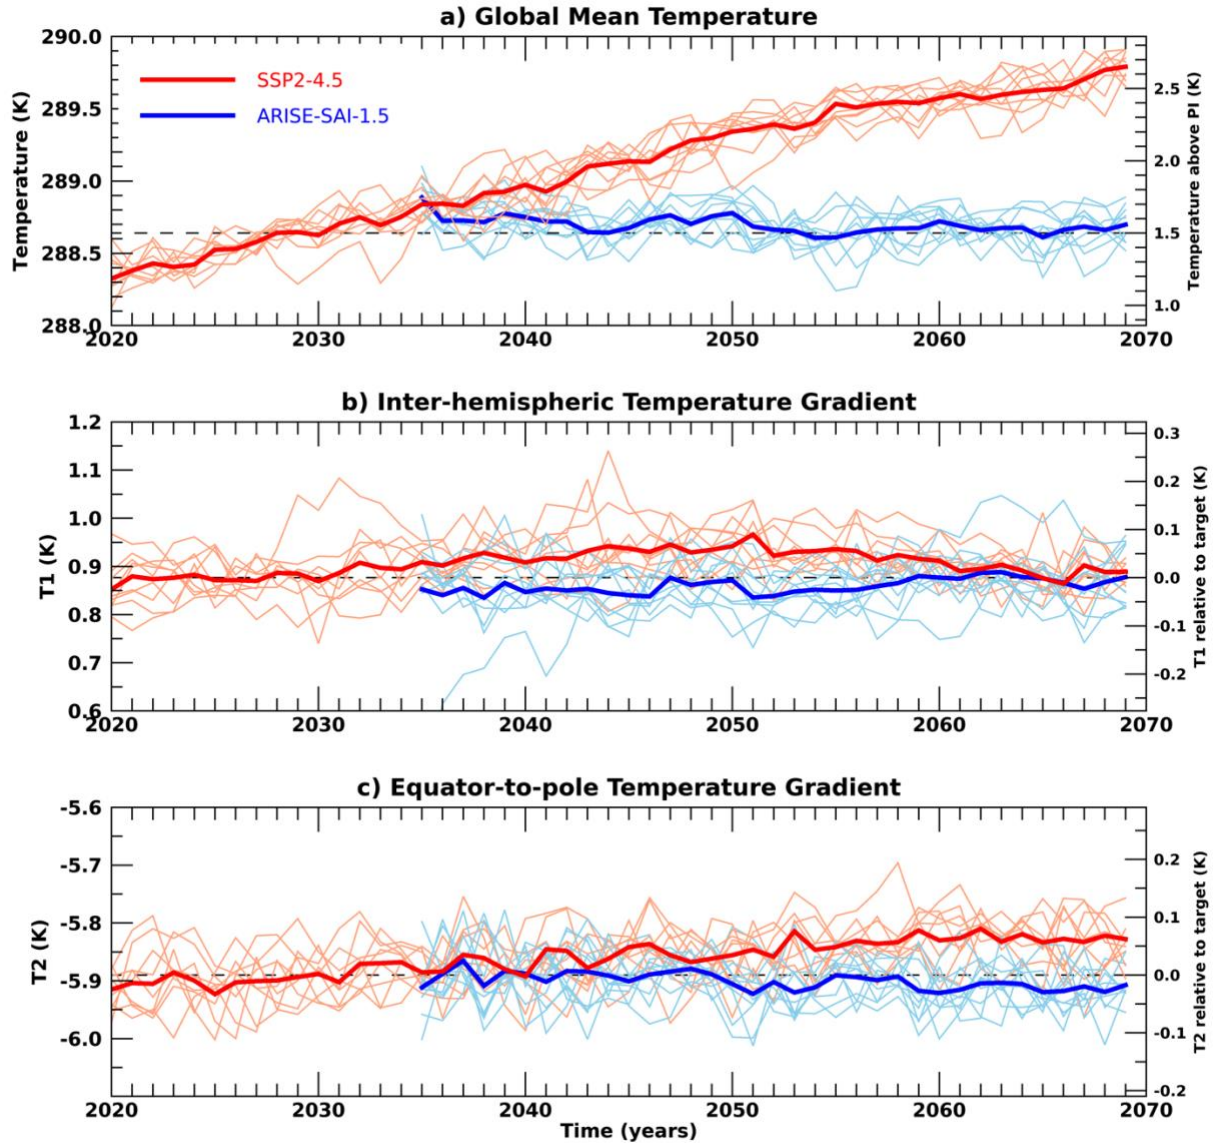 a) Global Mean Temperature
290.0
289.5
289.0
288.5
288.0
Temperature (K)
SSP2-4.5
ARISE-SAI-1.5
2.5
2.0
1.5
1.0
Temperature above PI (K)
2020 2030 2040 2050 2060 2070
b) Inter-hemispheric Temperature Gradient
1.2
1.1
1.0
0.9
0.8
0.7
0.6
T1 (K)
0.3
0.2
0.1
0.0
-0.1
-0.2
T1 relative to target (K)
2020 2030 2040 2050 2060 2070
c) Equator-to-pole Temperature Gradient
-5.6
-5.7
-5.8
-5.9
-6.0
T2 (K)
0.2
0.1
0.0
-0.1
-0.2
T2 relative to target (K)
2020 2030 2040 2050 2060 2070
Time (years)